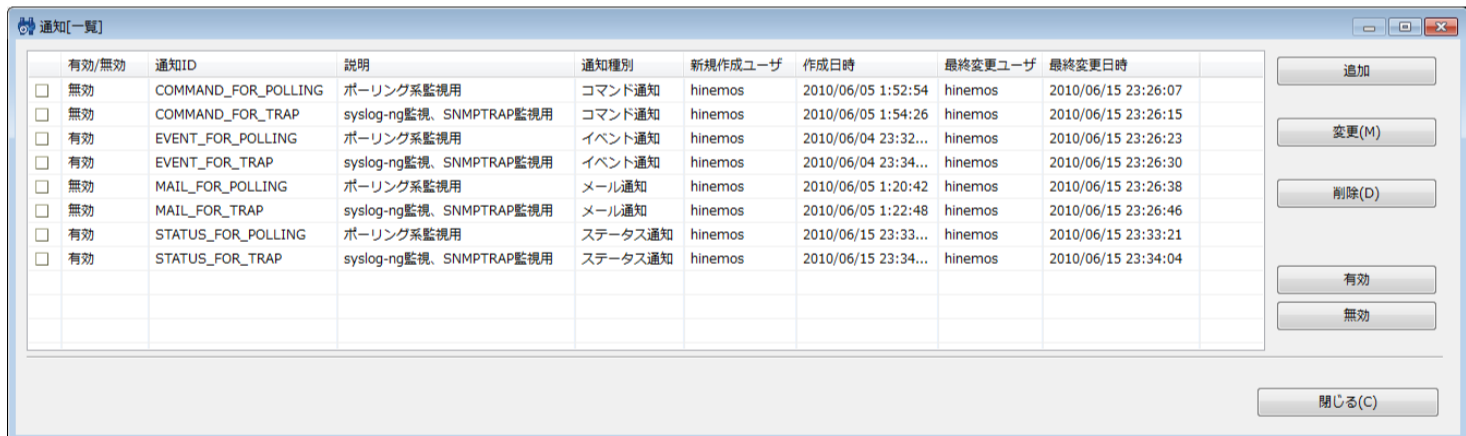 通知[一覧]
有効/無効 通知ID 説明 通知種別 新規作成ユーザ 作成日時 最終変更ユーザ 最終変更日時
無効 COMMAND_FOR_POLLING ポーリング系監視用 コマンド通知 hinemos 2010/06/05 1:52:54 hinemos 2010/06/15 23:26:07
無効 COMMAND_FOR_TRAP syslog-ng監視、SNMPTRAP監視用 コマンド通知 hinemos 2010/06/05 1:54:26 hinemos 2010/06/15 23:26:15
有効 EVENT_FOR_POLLING ポーリング系監視用 イベント通知 hinemos 2010/06/04 23:32... hinemos 2010/06/15 23:26:23
有効 EVENT_FOR_TRAP syslog-ng監視、SNMPTRAP監視用 イベント通知 hinemos 2010/06/04 23:34... hinemos 2010/06/15 23:26:30
無効 MAIL_FOR_POLLING ポーリング系監視用 メール通知 hinemos 2010/06/05 1:20:42 hinemos 2010/06/15 23:26:38
無効 MAIL_FOR_TRAP syslog-ng監視、SNMPTRAP監視用 メール通知 hinemos 2010/06/05 1:22:48 hinemos 2010/06/15 23:26:46
有効 STATUS_FOR_POLLING ポーリング系監視用 ステータス通知 hinemos 2010/06/15 23:33... hinemos 2010/06/15 23:33:21
有効 STATUS_FOR_TRAP syslog-ng監視、SNMPTRAP監視用 ステータス通知 hinemos 2010/06/15 23:34... hinemos 2010/06/15 23:34:04
追加
変更(M)
削除(D)
有効
無効
閉じる(C)